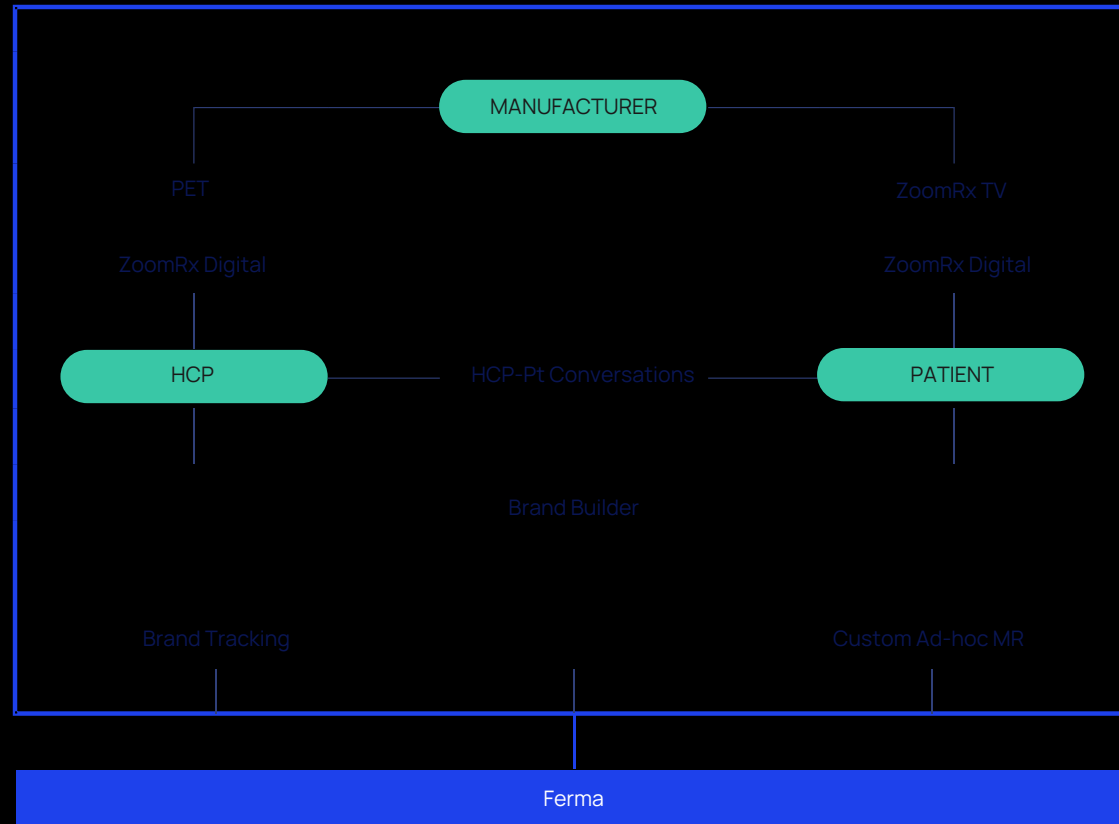 MANUFACTURER
PET
ZoomRx TV
ZoomRx Digital
ZoomRx Digital
HCP
HCP-Pt Conversations
PATIENT
Brand Builder
Brand Tracking
Custom Ad-hoc MR
Ferma